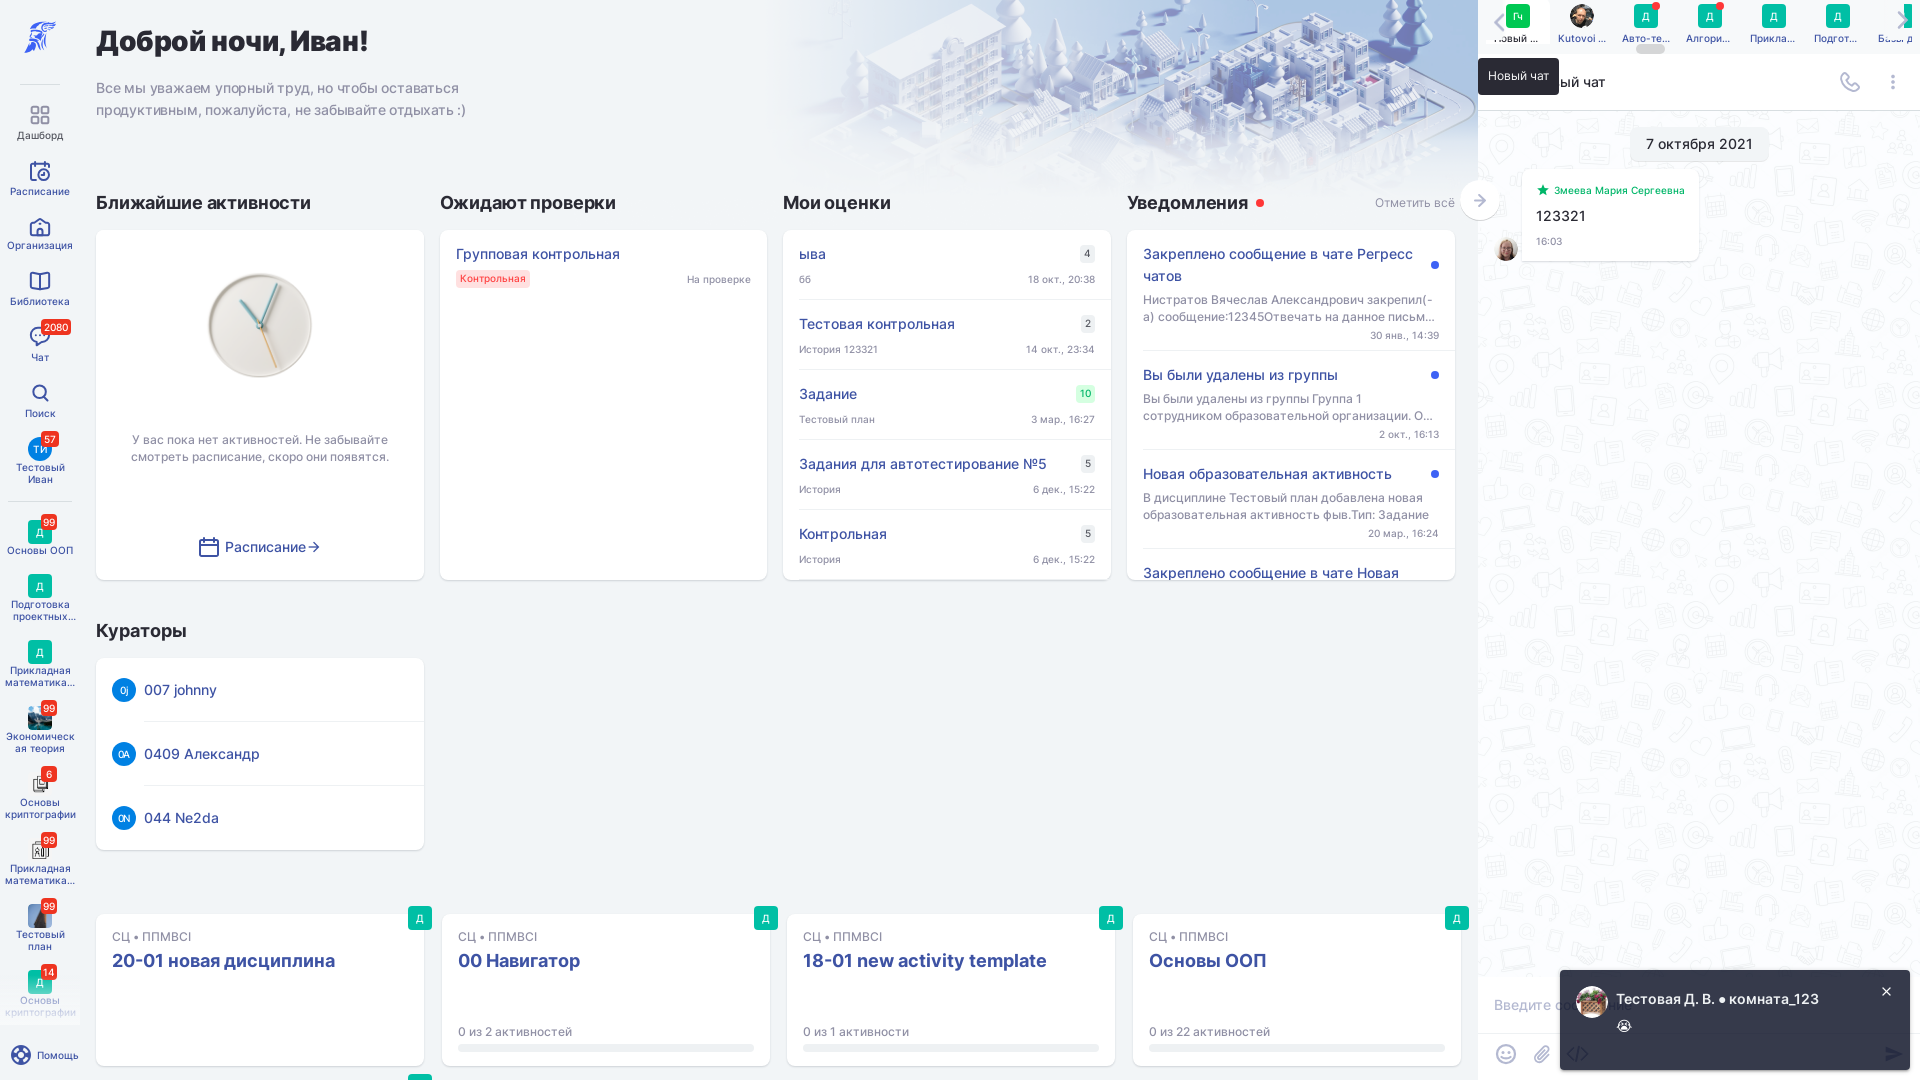 Дашборд
Расписание
Организация
Библиотека
2080
Чат
Поиск
57
ТИ
Тестовый
Иван
99
Д
Основы ООП
Д
Подготовка
проектных...
Д
Прикладная
математика...
99
Экономическ
ая теория
6
Основы
криптографии
99
Прикладная
математика...
99
Тестовый
план
14
Д
Основы
криптографии
Помощь
Доброй ночи, Иван!
Все мы уважаем упорный труд, но чтобы оставаться
продуктивным, пожалуйста, не забывайте отдыхать :)
Ближайшие активности
У вас пока нет активностей. Не забывайте
смотреть расписание, скоро они появятся.
Расписание
Ожидают проверки
Групповая контрольная
Контрольная
На проверке
Мои оценки
ыва
4
бб
18 окт., 20:38
Тестовая контрольная
2
История 123321
14 окт., 23:34
Задание
10
Тестовый план
3 мар., 16:27
Задания для автотестирование №5
5
История
6 дек., 15:22
Контрольная
5
История
6 дек., 15:22
Уведомления
Отметить всё
Закреплено сообщение в чате Регресс
чатов
Нистратов Вячеслав Александрович закрепил(-
а) сообщение:12345Отвечать на данное письм...
30 янв., 14:39
Вы были удалены из группы
Вы были удалены из группы Группа 1
сотрудником образовательной организации. О...
2 окт., 16:13
Новая образовательная активность
В дисциплине Тестовый план добавлена новая
образовательная активность фыв.Тип: Задание
20 мар., 16:24
Закреплено сообщение в чате Новая
Кураторы
0j
007 johnny
0А
0409 Александр
0N
044 Ne2da
Д
СЦ • ППМВCI
20-01 новая дисциплина
Д
СЦ • ППМВCI
00 Навигатор
0 из 2 активностей
Д
СЦ • ППМВCI
18-01 new activity template
0 из 1 активности
Д
СЦ • ППМВCI
Основы ООП
0 из 22 активностей
Гч
Новый ...
Kutovoi ...
Д
Авто-те...
Д
Алгори...
Д
Прикла...
Д
Подгот...
Базы д
Новый чат
ый чат
7 октября 2021
Змеева Мария Сергеевна
123321
16:03
Введите со
Тестовая Д. В. ● комната_123
😭